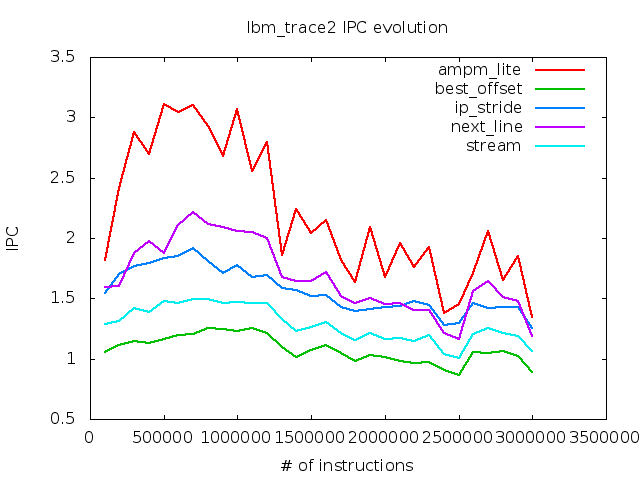 lbm_trace2 IPC evolution
3.5
3
2.5
2
1.5
1
0.5
IPC
ampm_lite
best_offset
ip_stride
next_line
stream
0 500000 1000000 1500000 2000000 2500000 3000000 3500000
# of instructions